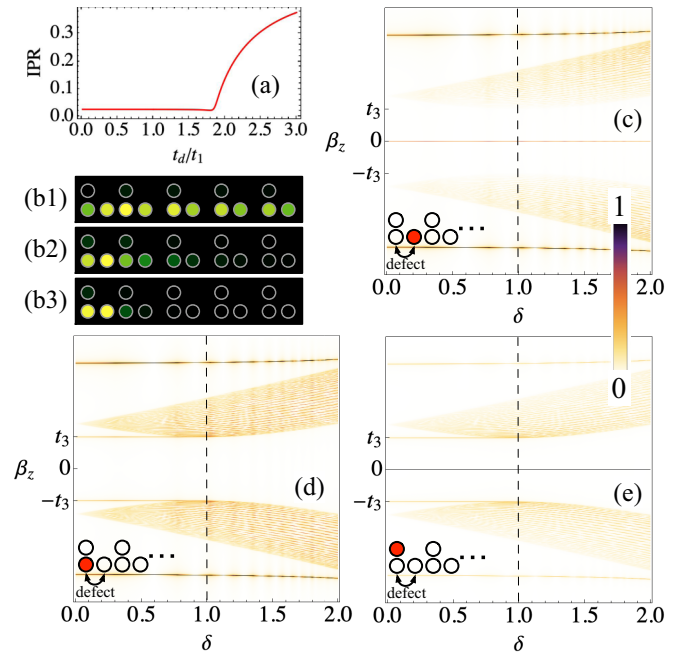 0.3
0.2
0.1
0.0
IPR
(a)
0.0 0.5 1.0 1.5 2.0 2.5 3.0
t_d/t_1
(b1)
(b2)
(b3)
(c)
t_3
β_z 0
-t_3
defect
...
0.0 0.5 1.0 1.5 2.0
δ
1
0
(d)
t_3
β_z 0
-t_3
defect
...
0.0 0.5 1.0 1.5 2.0
δ
(e)
t_3
0
-t_3
defect
...
0.0 0.5 1.0 1.5 2.0
δ